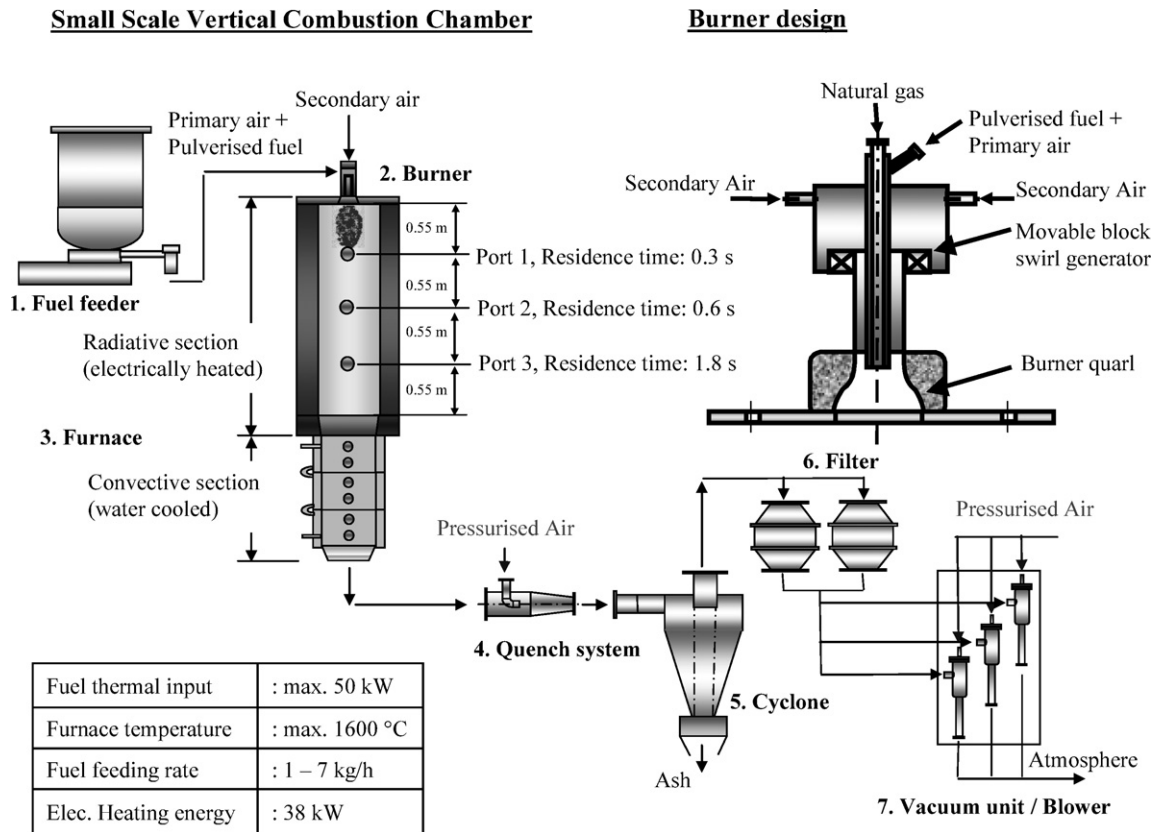 Small Scale Vertical Combustion Chamber
Burner design
Secondary air
Primary air +
Pulverised fuel
2. Burner
0.55 m
Port 1, Residence time: 0.3 s
0.55 m
Port 2, Residence time: 0.6 s
0.55 m
Port 3, Residence time: 1.8 s
0.55 m
1. Fuel feeder
Radiative section
(electrically heated)
3. Furnace
Convective section
(water cooled)
Natural gas
Pulverised fuel +
Primary air
Secondary Air
Secondary Air
Movable block
swirl generator
Burner quarl
6. Filter
Pressurised Air
Pressurised Air
4. Quench system
5. Cyclone
Ash
Atmosphere
7. Vacuum unit / Blower
Fuel thermal input : max. 50 kW
Furnace temperature : max. 1600 °C
Fuel feeding rate : 1 – 7 kg/h
Elec. Heating energy : 38 kW